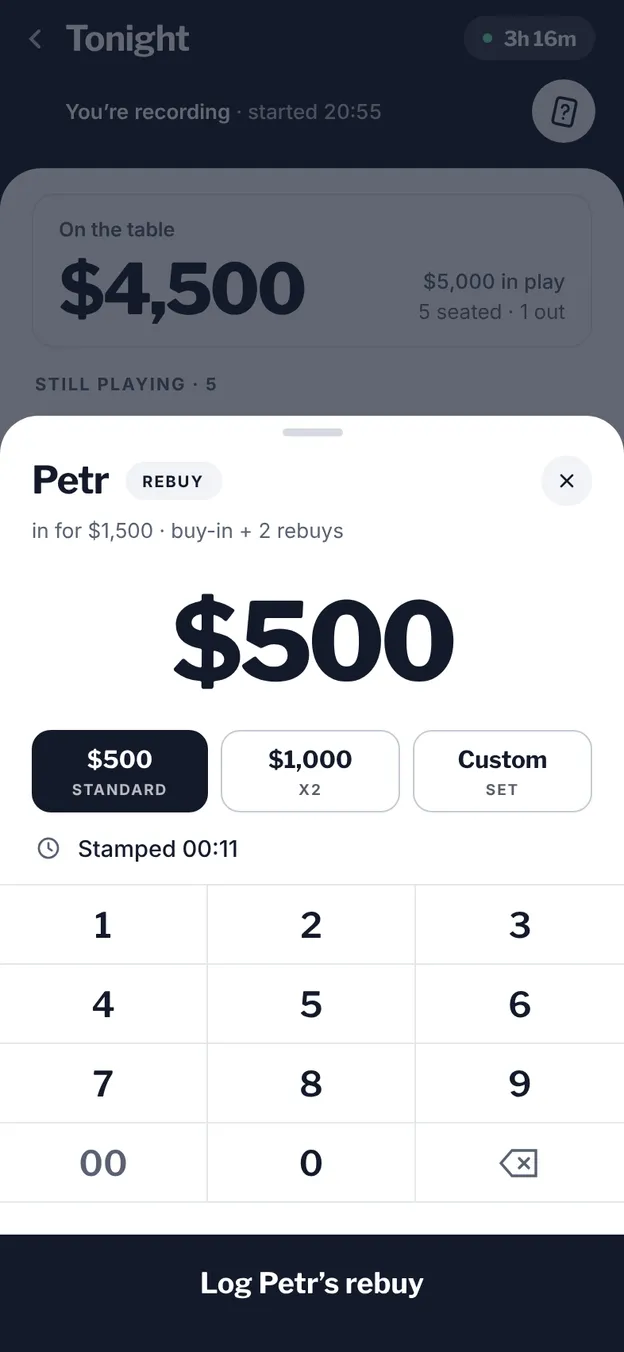 Tonight
3h 16m
You’re recording · started 20:55
?
On the table
$4,500
$5,000 in play
5 seated · 1 out
STILL PLAYING · 5
Petr
REBUY
in for $1,500 · buy-in + 2 rebuys
$500
$500
STANDARD
$1,000
X2
Custom
SET
Stamped 00:11
1
2
3
4
5
6
7
8
9
00
0
Log Petr’s rebuy